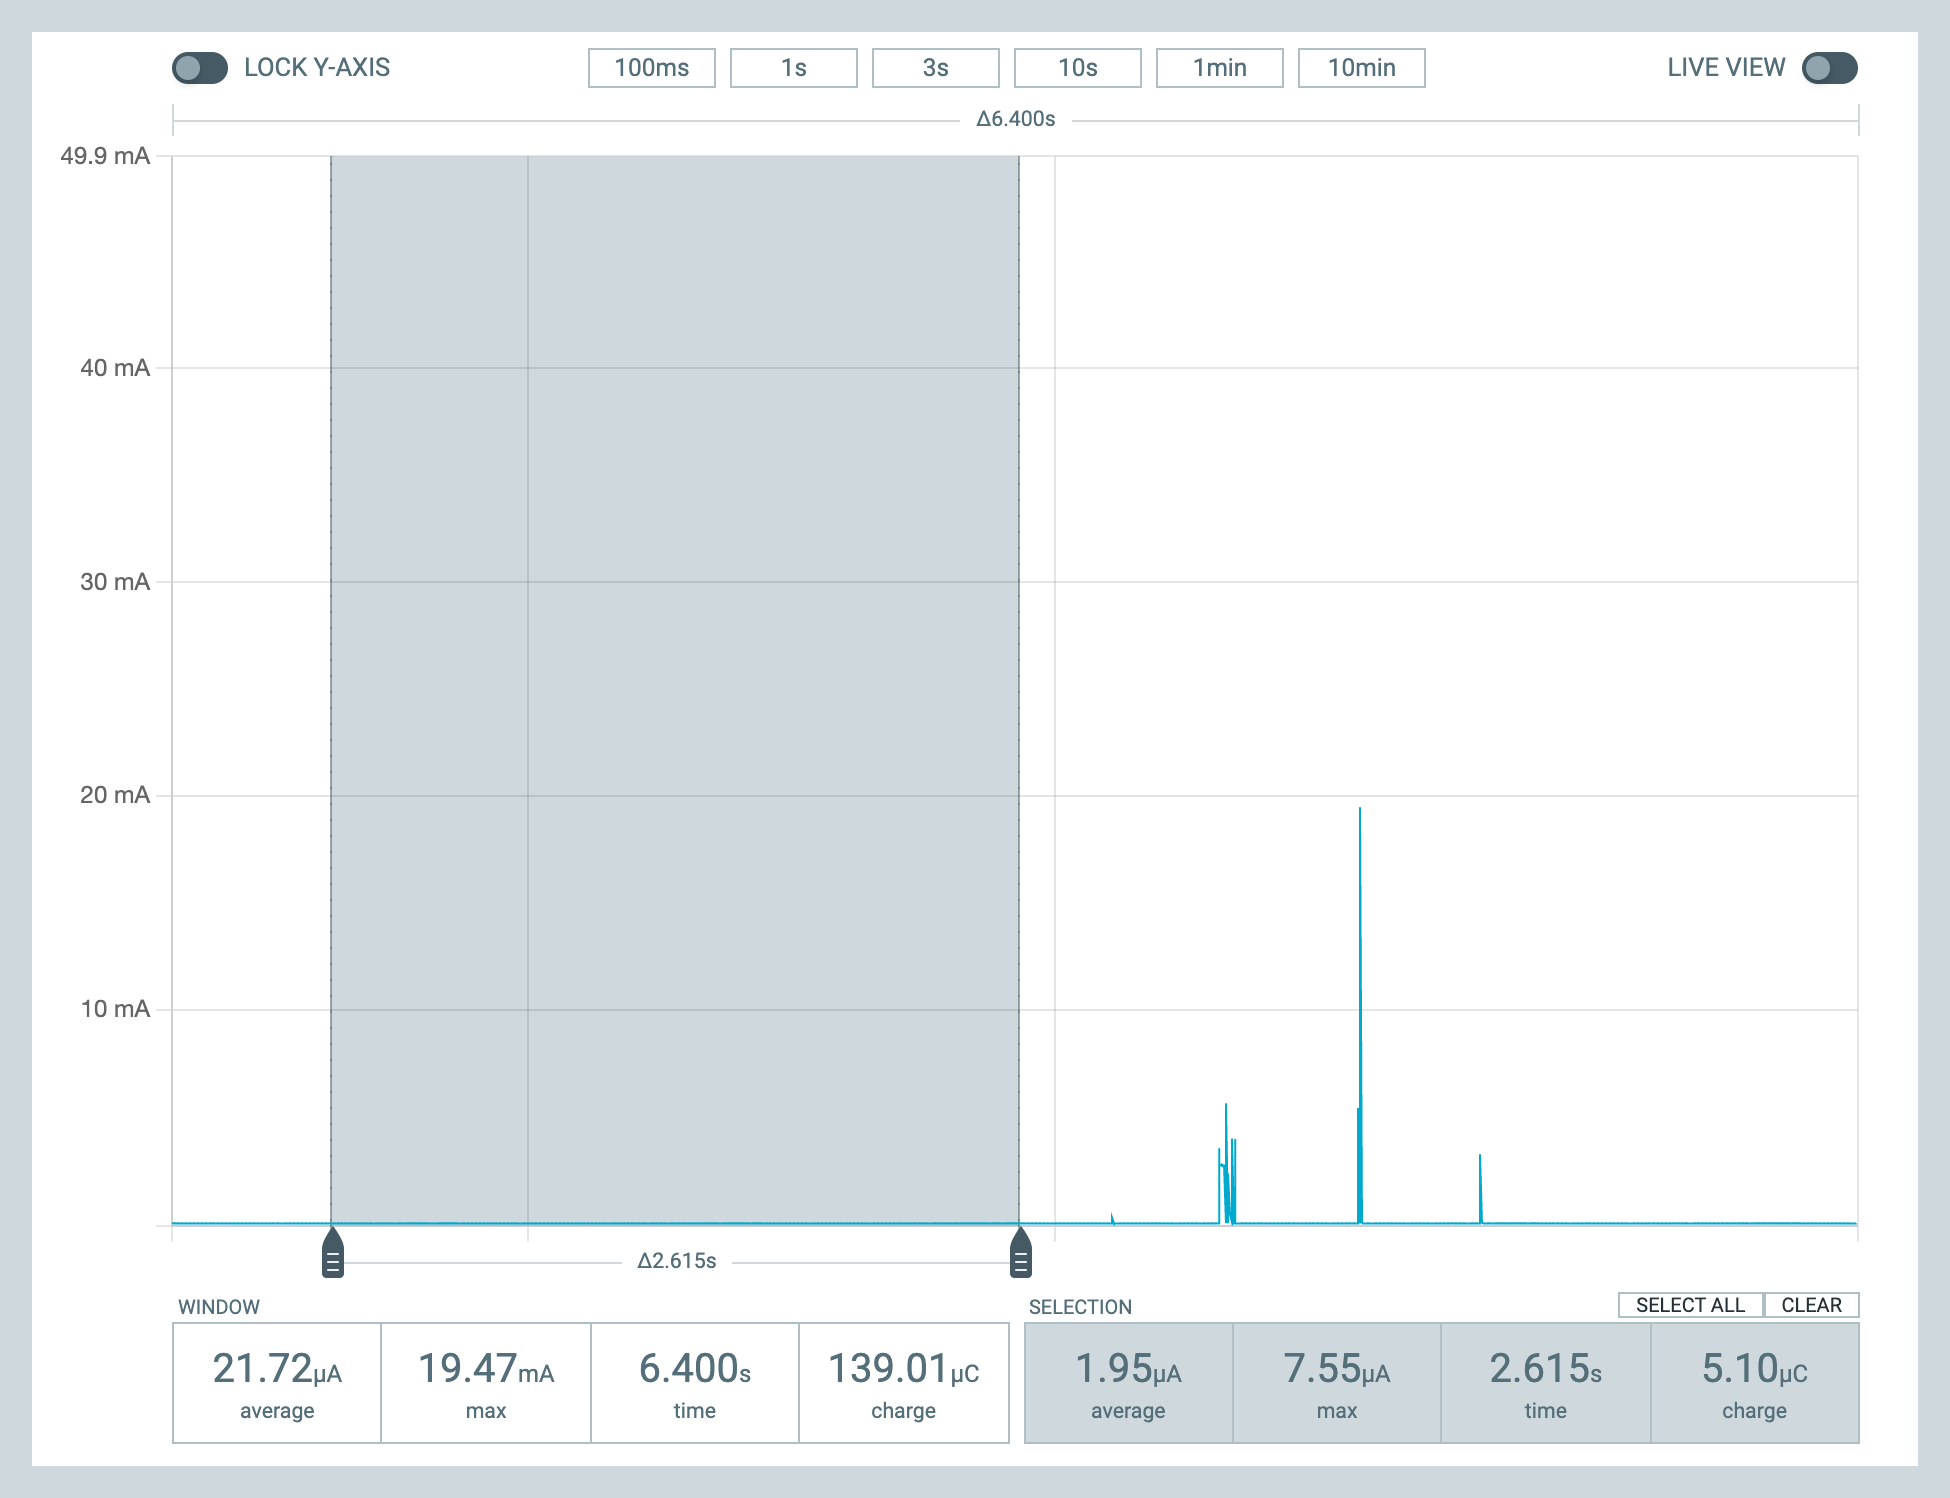 LOCK Y-AXIS 100ms 1s 3s 10s 1min 10min LIVE VIEW
Δ6.400s
49.9 mA
40 mA
30 mA
20 mA
10 mA
Δ2.615s
WINDOW SELECTION SELECT ALL CLEAR
21.72μA 19.47mA 6.400s 139.01μC 1.95μA 7.55μA 2.615s 5.10μC
average max time charge average max time charge